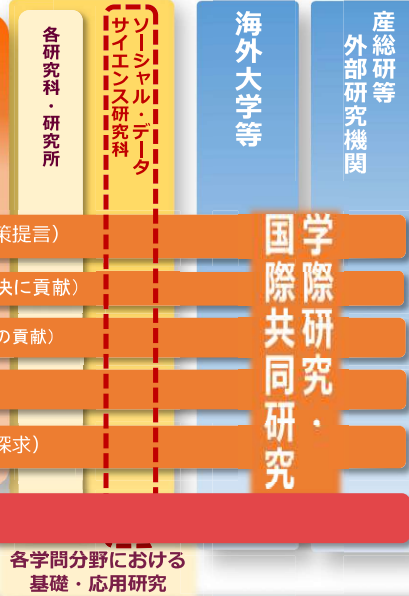 各研究科・研究所
ソーシャル・データ
サイエンス研究科
海外大学等
産総研等
外部研究機関
策提言）
決に貢献）
の貢献）
探求）
学際研究・
国際共同研究
各学問分野における
基礎・応用研究